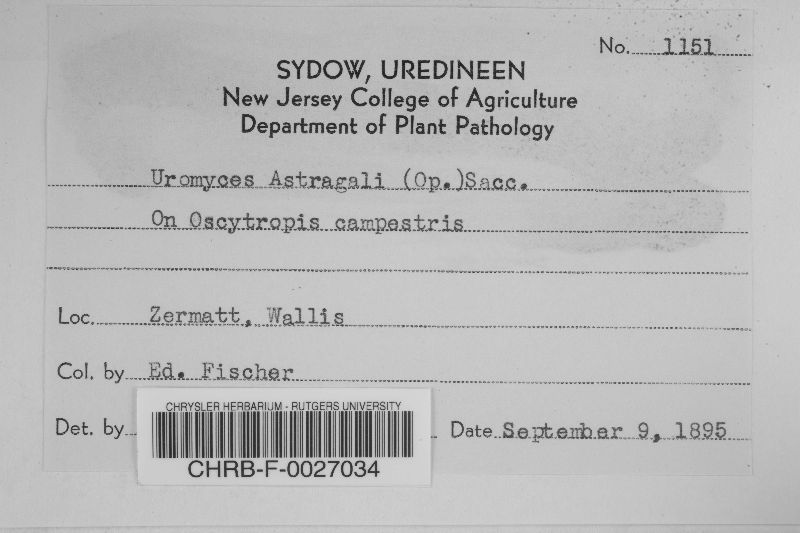 No. 1151
SYDOW, UREDINEEN
New Jersey College of Agriculture
Department of Plant Pathology
Uromyces Astragali (Op.)Sacc.
On Oscytropis campestris
Loc. Zermatt, Wallis
Col. by Ed. Fischer
Det. by Date September 9, 1895
CHRYSLER HERBARIUM - RUTGERS UNIVERSITY
CHRB-F-0027034